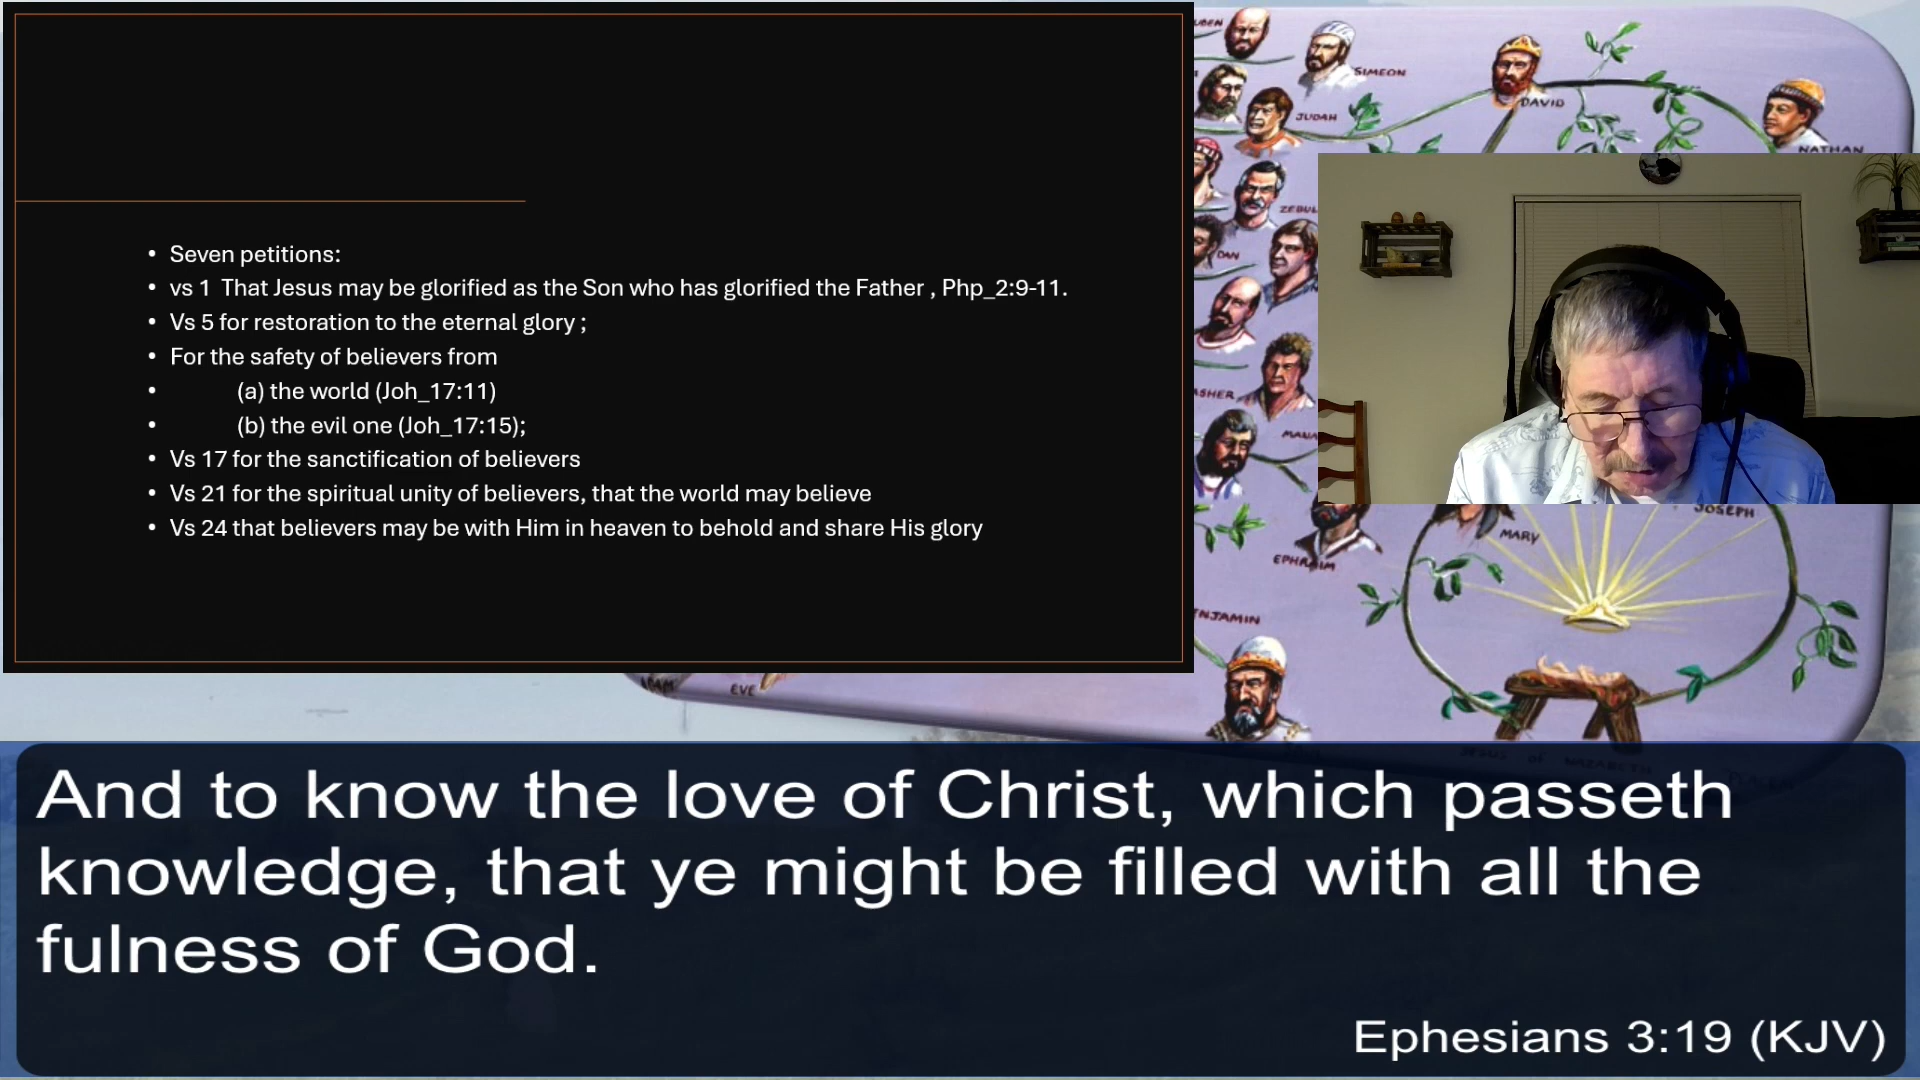 • Seven petitions:
• vs 1 That Jesus may be glorified as the Son who has glorified the Father , Php_2:9-11.
• Vs 5 for restoration to the eternal glory ;
• For the safety of believers from
• (a) the world (Joh_17:11)
• (b) the evil one (Joh_17:15);
• Vs 17 for the sanctification of believers
• Vs 21 for the spiritual unity of believers, that the world may believe
• Vs 24 that believers may be with Him in heaven to behold and share His glory
SIMEON
DAVID
JUDAH
NATHAN
DAN
JOSEPH
MARY
EPHRAIM
ADAM
EVE
JESUS OF NAZARETH
And to know the love of Christ, which passeth
knowledge, that ye might be filled with all the
fulness of God.
Ephesians 3:19 (KJV)